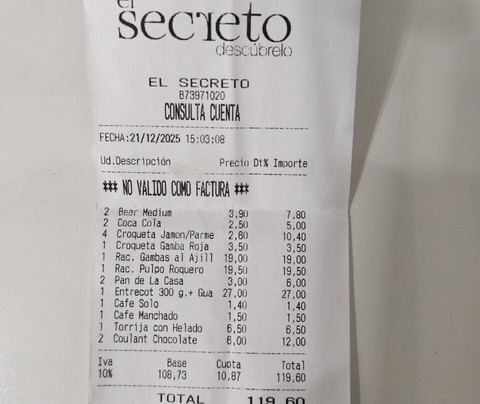 el
secreto
descúbrelo
EL SECRETO
B73971020
CONSULTA CUENTA
FECHA:21/12/2025 15:03:08
Ud.Descripción Precio Dt% Importe
*** NO VALIDO COMO FACTURA ***
2 Beer Medium 3,90 7,80
2 Coca Cola 2,50 5,00
4 Croqueta Jamon/Parme 2,60 10,40
1 Croqueta Gamba Roja 3,50 3,50
1 Rac. Gambas al Ajill 19,00 19,00
1 Rac. Pulpo Roquero 19,50 19,50
2 Pan de La Casa 3,00 6,00
1 Entrecot 300 g.+ Gua 27,00 27,00
1 Cafe Solo 1,40 1,40
1 Cafe Manchado 1,50 1,50
1 Torrija con Helado 6,50 6,50
2 Coulant Chocolate 6,00 12,00
Iva Base Cuota Total
10% 108,73 10,87 119,60
TOTAL 119,60